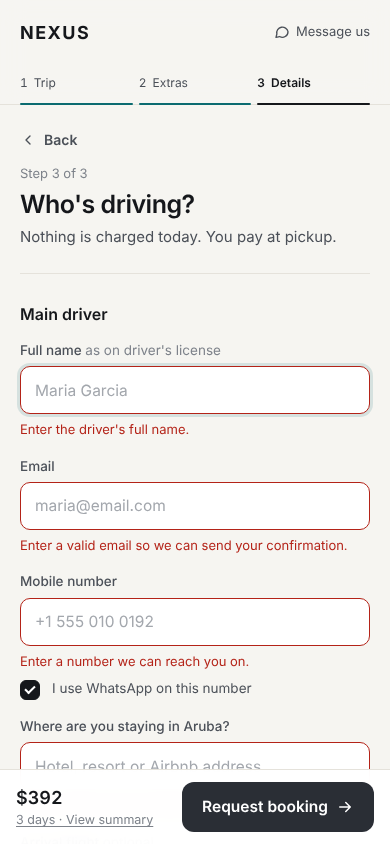 NEXUS
Message us
1 Trip
2 Extras
3 Details
Back
Step 3 of 3
Who's driving?
Nothing is charged today. You pay at pickup.
Main driver
Full name as on driver's license
Maria Garcia
Enter the driver's full name.
Email
maria@email.com
Enter a valid email so we can send your confirmation.
Mobile number
+1 555 010 0192
Enter a number we can reach you on.
I use WhatsApp on this number
Where are you staying in Aruba?
Hotel, resort or Airbnb address
$392
3 days · View summary
Request booking